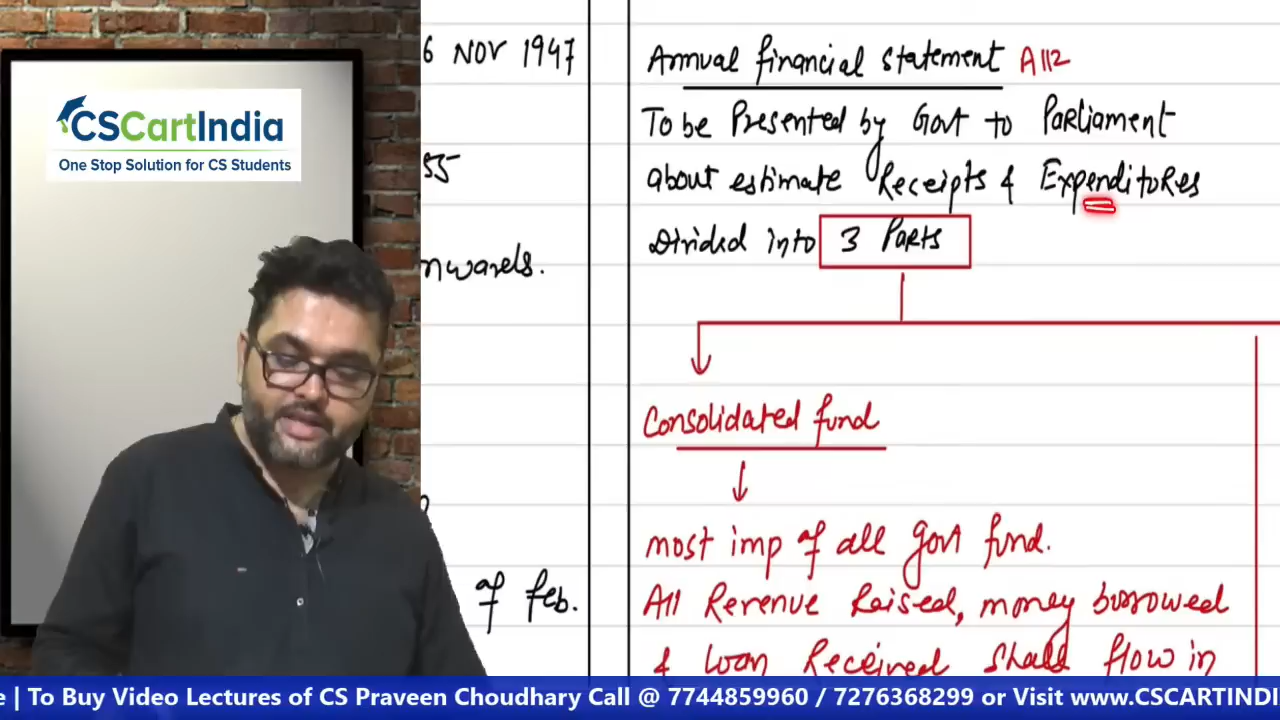 CSCartIndia
One Stop Solution for CS Students
6 NOV 1947
55
nwards.
of feb.
Annual financial statement A112
To be Presented by Govt to Parliament
about estimate Receipts & Expenditores
Divided into 3 Parts
Consolidated fund
most imp of all govt fund.
All Revenue Raised, money borrowed
& loan Received shall flow in
e | To Buy Video Lectures of CS Praveen Choudhary Call @ 7744859960 / 7276368299 or Visit www.CSCARTINDI